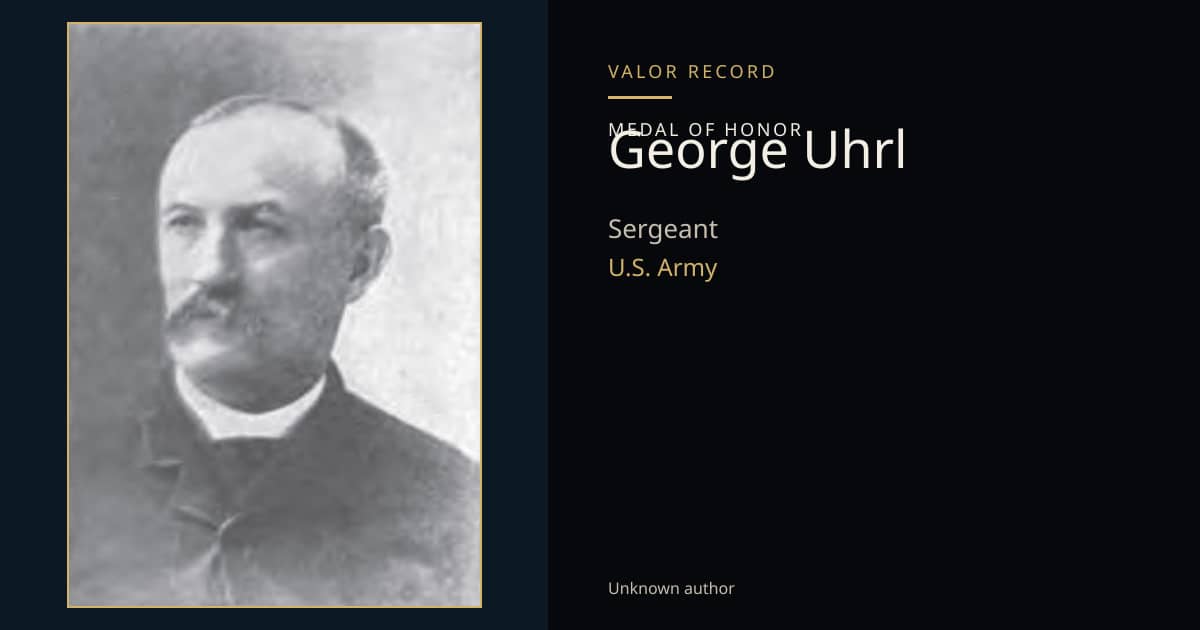 VALOR RECORD
MEDAL OF HONOR
George Uhrl
Sergeant
U.S. Army
Unknown author